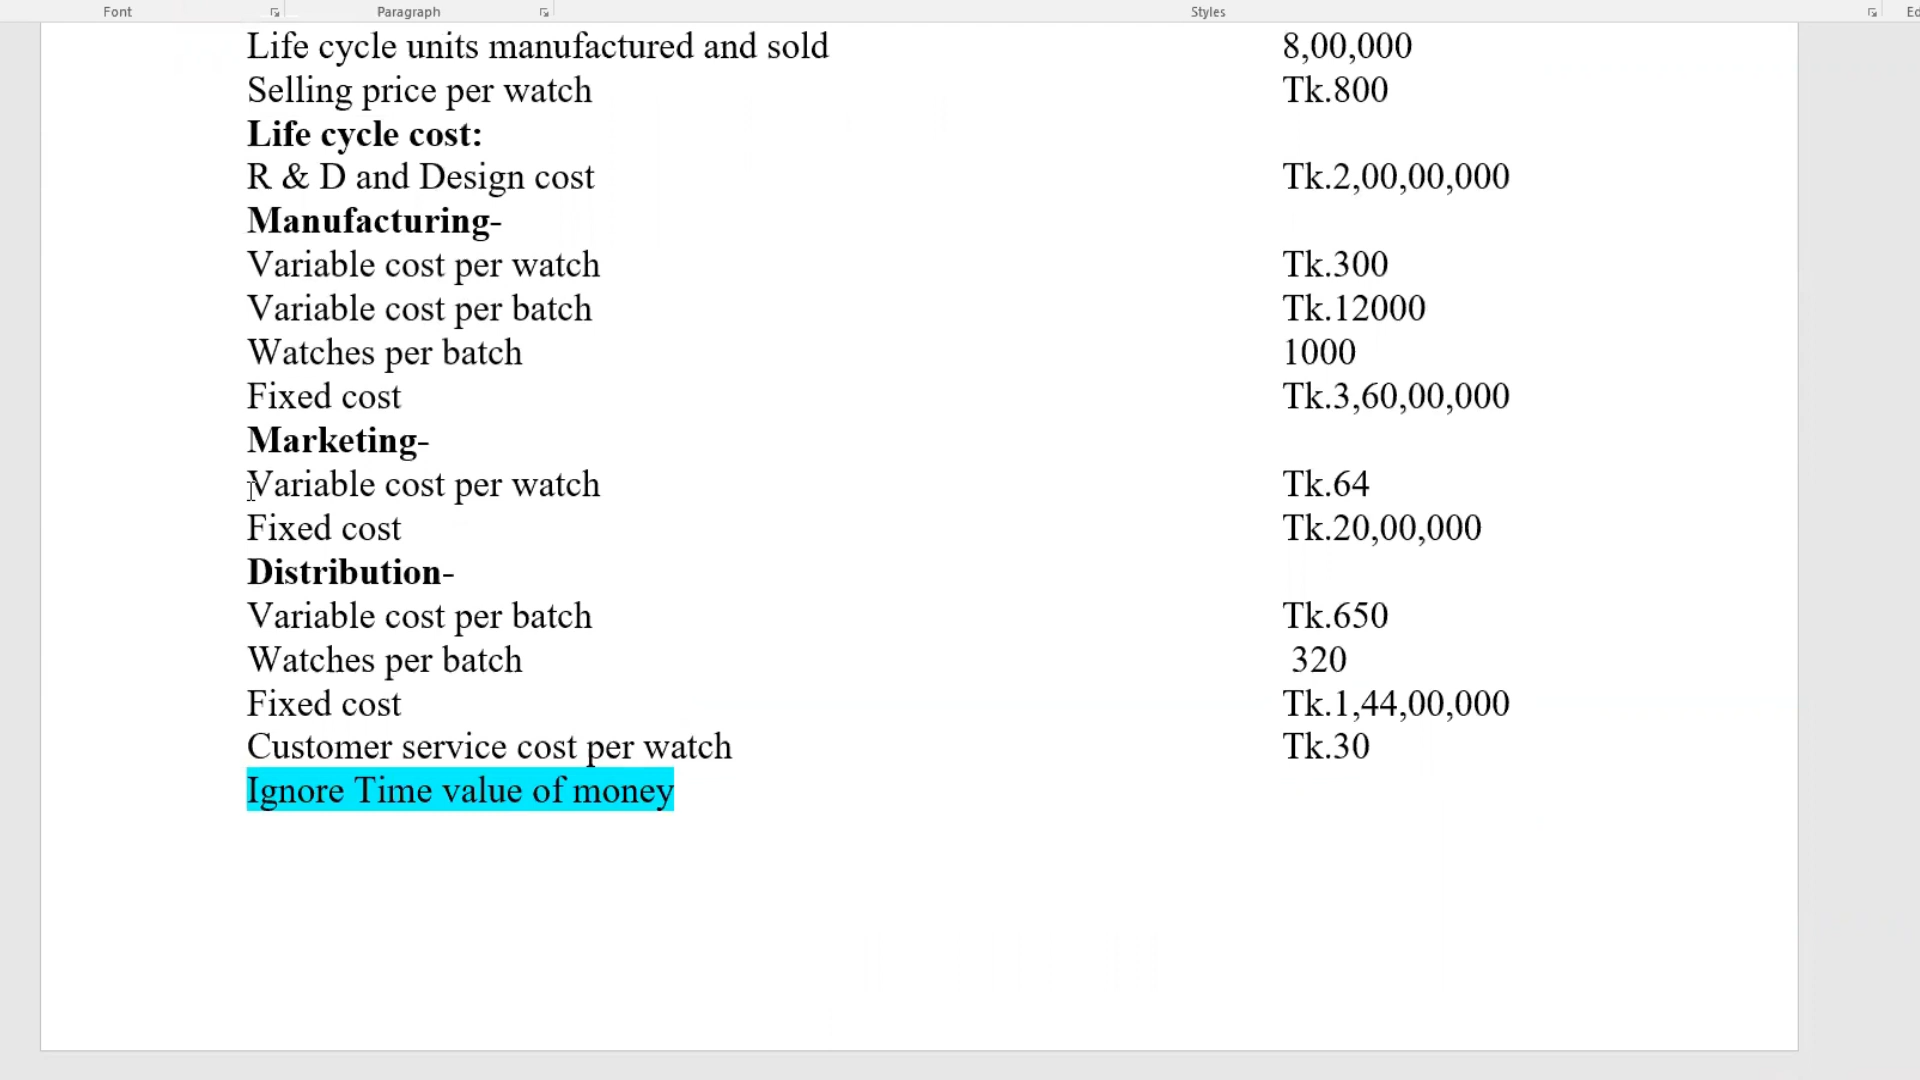 Font Paragraph Styles Ed
Life cycle units manufactured and sold 8,00,000
Selling price per watch Tk.800
Life cycle cost:
R & D and Design cost Tk.2,00,00,000
Manufacturing-
Variable cost per watch Tk.300
Variable cost per batch Tk.12000
Watches per batch 1000
Fixed cost Tk.3,60,00,000
Marketing-
Variable cost per watch Tk.64
Fixed cost Tk.20,00,000
Distribution-
Variable cost per batch Tk.650
Watches per batch 320
Fixed cost Tk.1,44,00,000
Customer service cost per watch Tk.30
Ignore Time value of money